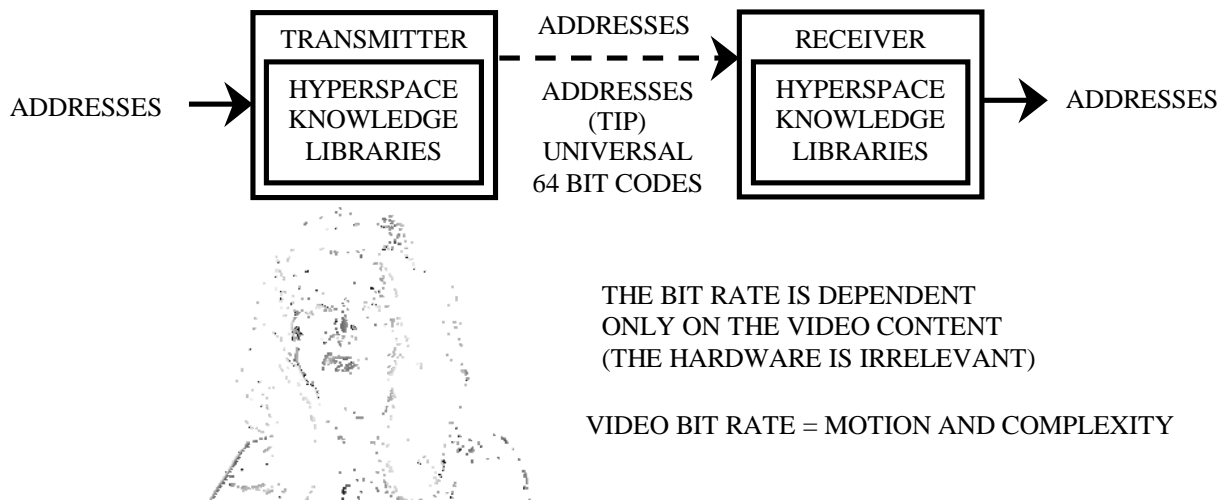 ADDRESSES
TRANSMITTER
HYPERSPACE
KNOWLEDGE
LIBRARIES
ADDRESSES
ADDRESSES
(TIP)
UNIVERSAL
64 BIT CODES
RECEIVER
HYPERSPACE
KNOWLEDGE
LIBRARIES
ADDRESSES
THE BIT RATE IS DEPENDENT
ONLY ON THE VIDEO CONTENT
(THE HARDWARE IS IRRELEVANT)
VIDEO BIT RATE = MOTION AND COMPLEXITY